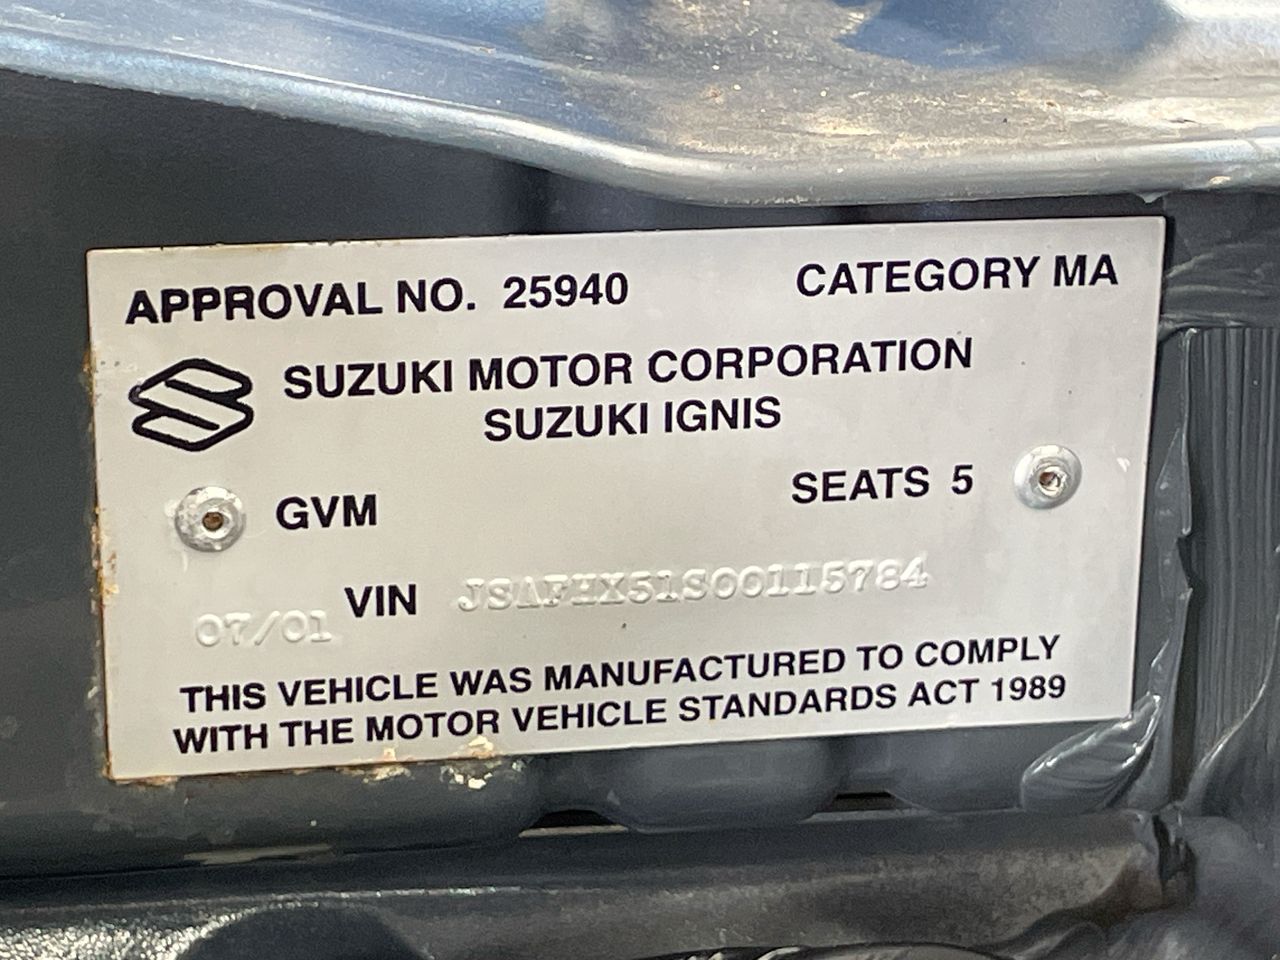 APPROVAL NO. 25940 CATEGORY MA
SUZUKI MOTOR CORPORATION
SUZUKI IGNIS
GVM SEATS 5
07/01 VIN JSAFHX51S00115784
THIS VEHICLE WAS MANUFACTURED TO COMPLY
WITH THE MOTOR VEHICLE STANDARDS ACT 1989